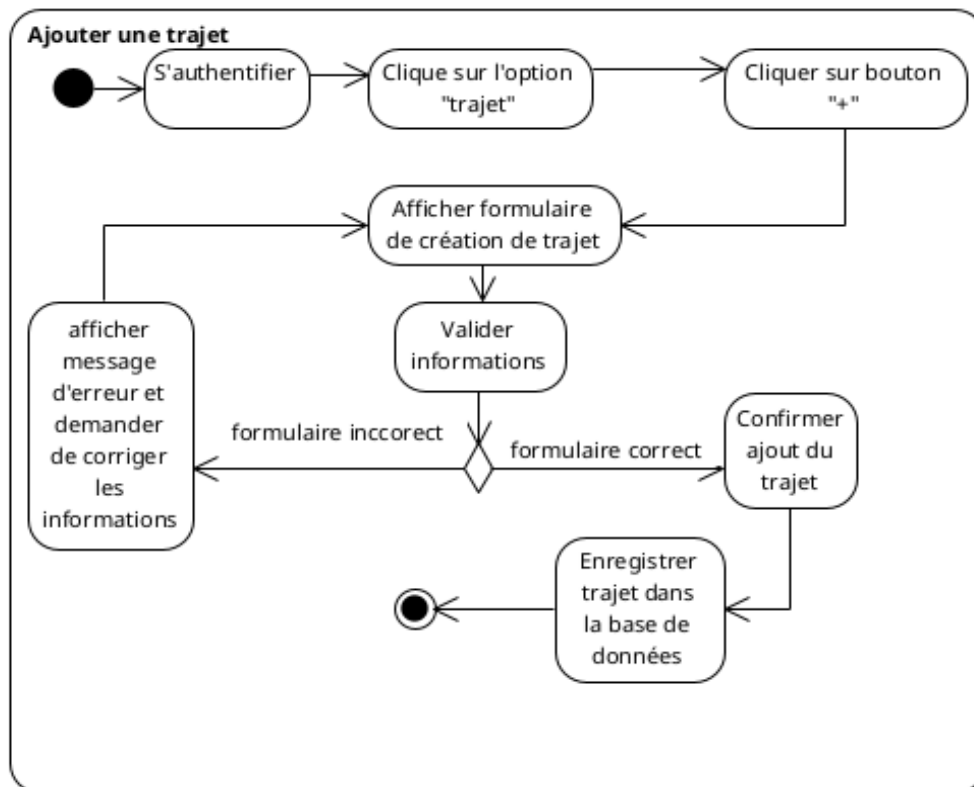 Ajouter une trajet
S'authentifier
Clique sur l'option
"trajet"
Cliquer sur bouton
"+"
Afficher formulaire
de création de trajet
Valider
informations
afficher
message
d'erreur et
demander
de corriger
les
informations
formulaire inccorect
formulaire correct
Confirmer
ajout du
trajet
Enregistrer
trajet dans
la base de
données